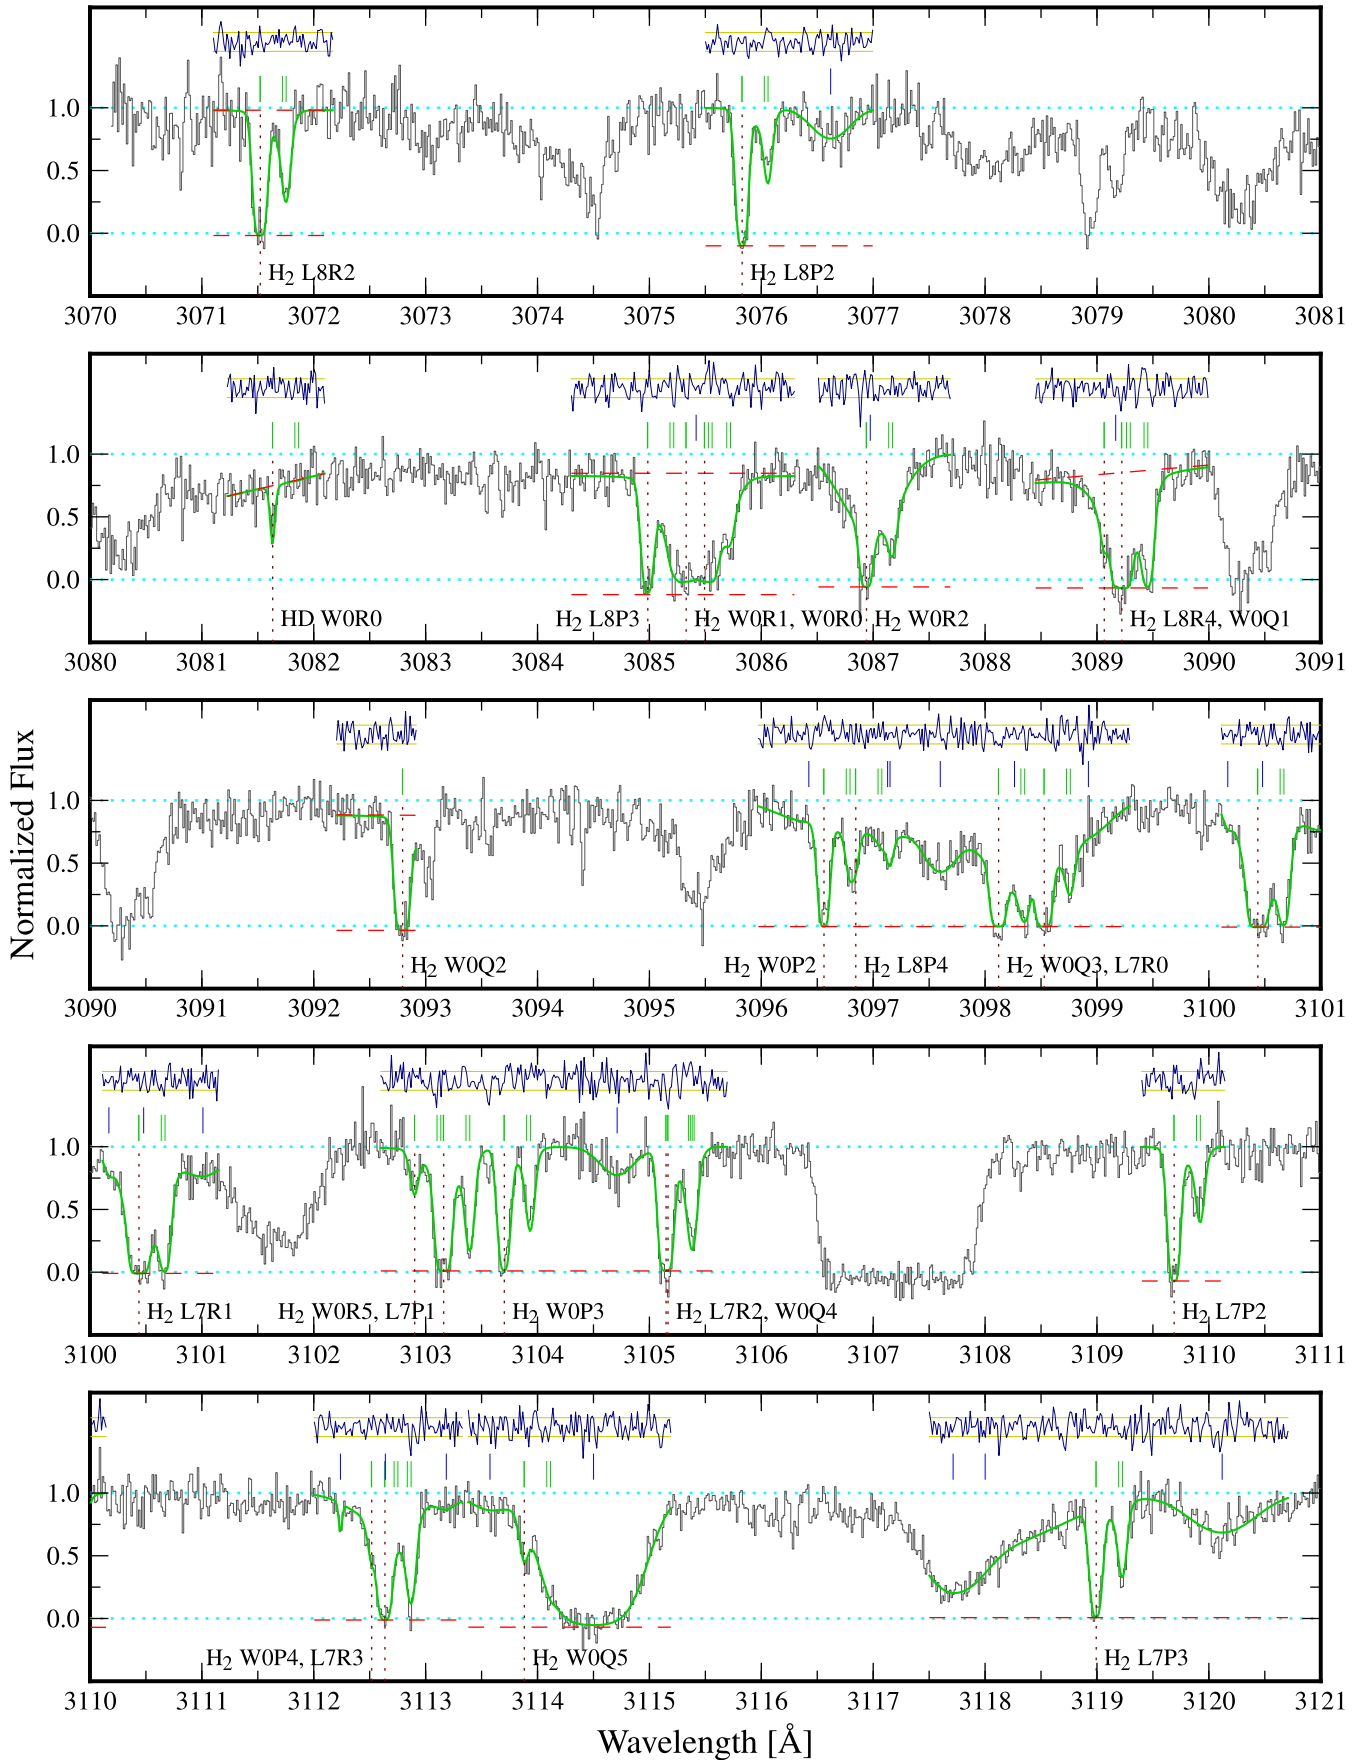 1.0
0.5
0.0
H2 L8R2
H2 L8P2
3070 3071 3072 3073 3074 3075 3076 3077 3078 3079 3080 3081
1.0
0.5
0.0
HD W0R0
H2 L8P3
H2 W0R1, W0R0
H2 W0R2
H2 L8R4, W0Q1
3080 3081 3082 3083 3084 3085 3086 3087 3088 3089 3090 3091
Normalized Flux
1.0
0.5
0.0
H2 W0Q2
H2 W0P2
H2 L8P4
H2 W0Q3, L7R0
3090 3091 3092 3093 3094 3095 3096 3097 3098 3099 3100 3101
1.0
0.5
0.0
H2 L7R1
H2 W0R5, L7P1
H2 W0P3
H2 L7R2, W0Q4
H2 L7P2
3100 3101 3102 3103 3104 3105 3106 3107 3108 3109 3110 3111
1.0
0.5
0.0
H2 W0P4, L7R3
H2 W0Q5
H2 L7P3
3110 3111 3112 3113 3114 3115 3116 3117 3118 3119 3120 3121
Wavelength [Å]